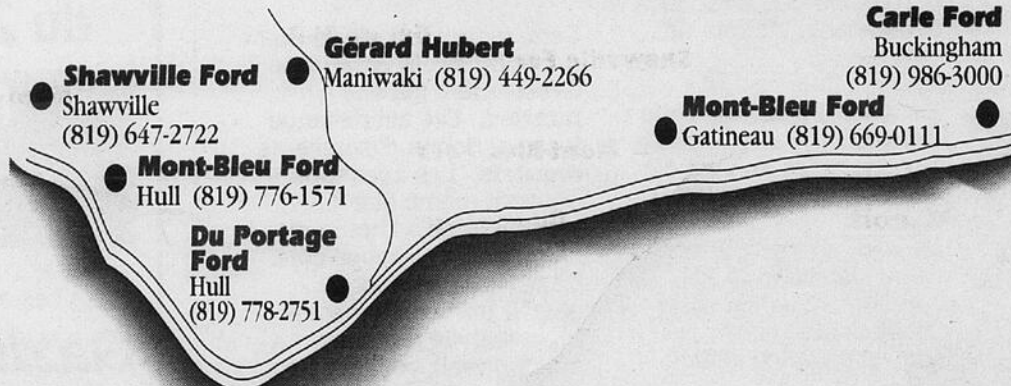 Carle Ford
Buckingham
(819) 986-3000
Gérard Hubert
Maniwaki (819) 449-2266
Shawville Ford
Shawville
(819) 647-2722
Mont-Bleu Ford
Gatineau (819) 669-0111
Mont-Bleu Ford
Hull (819) 776-1571
Du Portage
Ford
Hull
(819) 778-2751